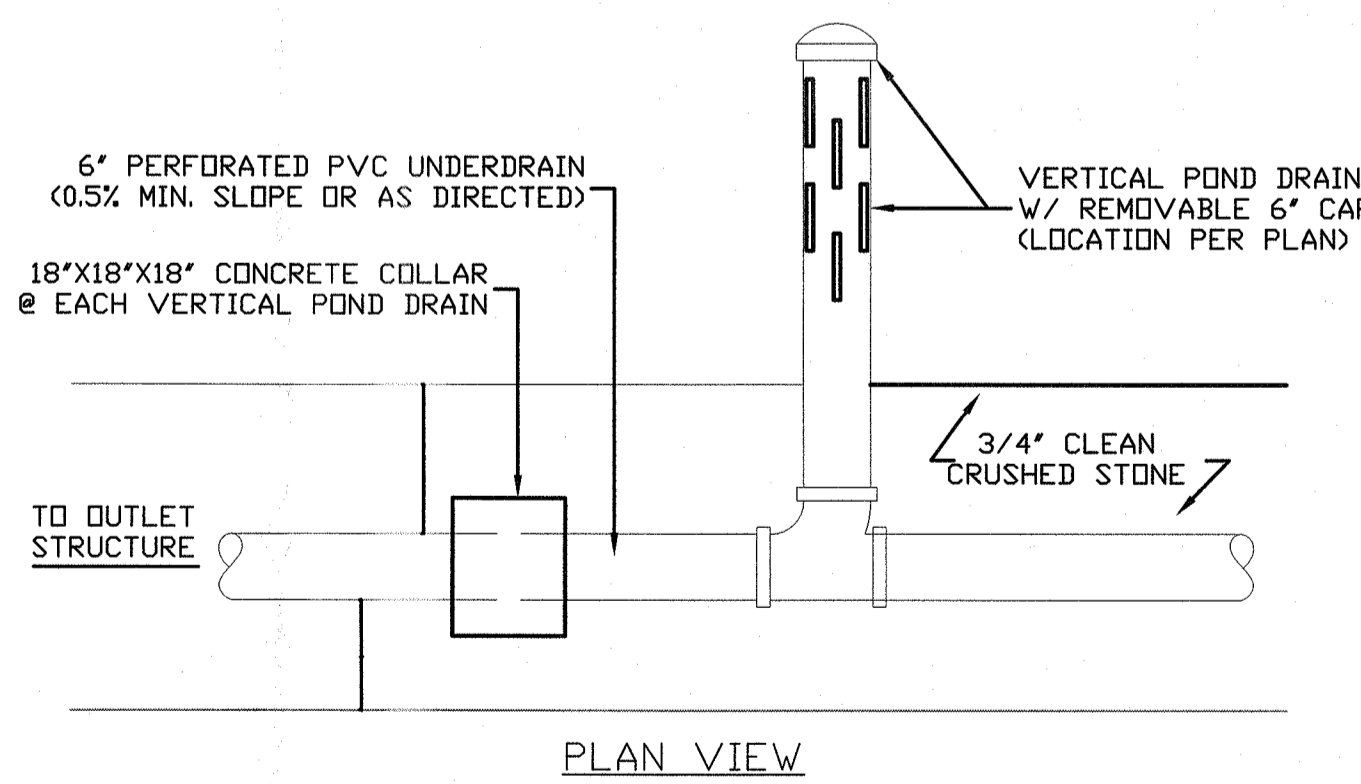 6" PERFORATED PVC UNDERDRAIN
(0.5% MIN. SLOPE OR AS DIRECTED)
18"X18"X18" CONCRETE COLLAR
@ EACH VERTICAL POND DRAIN
VERTICAL POND DRAIN
W/ REMOVABLE 6"
(LOCATION PER PLAN)
3/4" CLEAN
CRUSHED STONE
TO OUTLET
STRUCTURE
PLAN VIEW